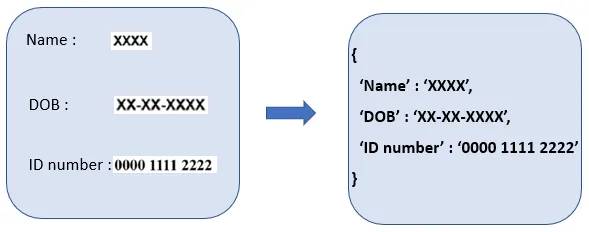 Name : XXXX
DOB : XX-XX-XXXX
ID number : 0000 1111 2222
{
‘Name’ : ‘XXXX’,
‘DOB’ : ‘XX-XX-XXXX’,
‘ID number’ : ‘0000 1111 2222’
}